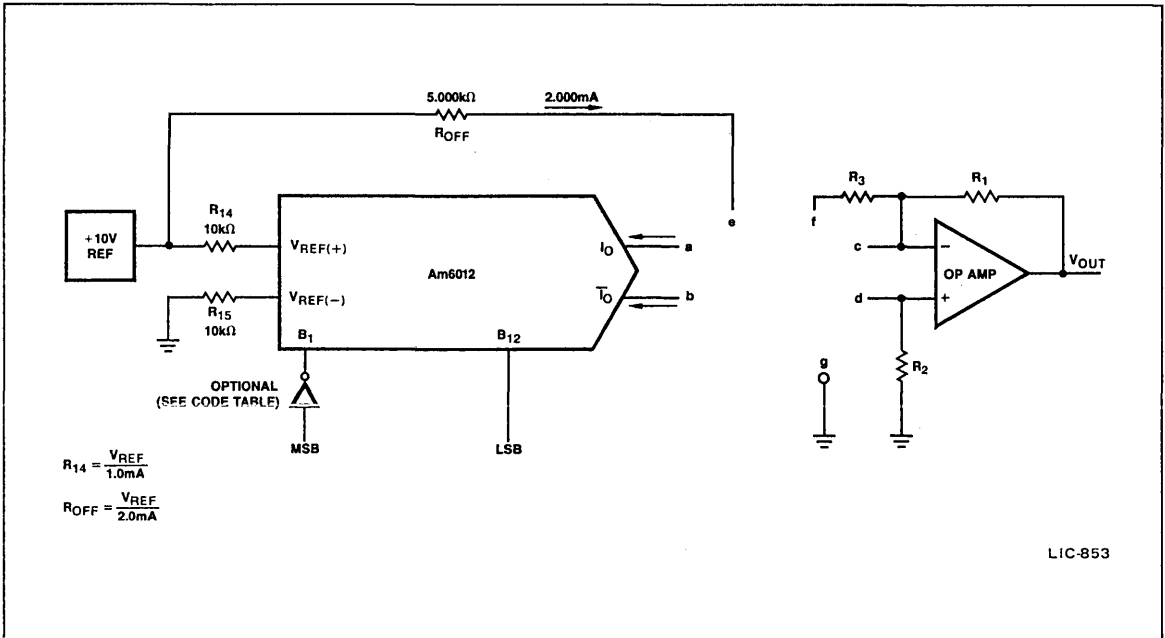 5.000kΩ
2.000mA
R_OFF
+10V
REF
R14
10kΩ
VREF(+)
Am6012
IO
a
VREF(−)
I̅O
b
R15
10kΩ
B1
B12
OPTIONAL
(SEE CODE TABLE)
MSB
LSB
e
f
R3
R1
c
−
OP AMP
VOUT
d
+
R2
g
R14 = VREF / 1.0mA
ROFF = VREF / 2.0mA
LIC-853